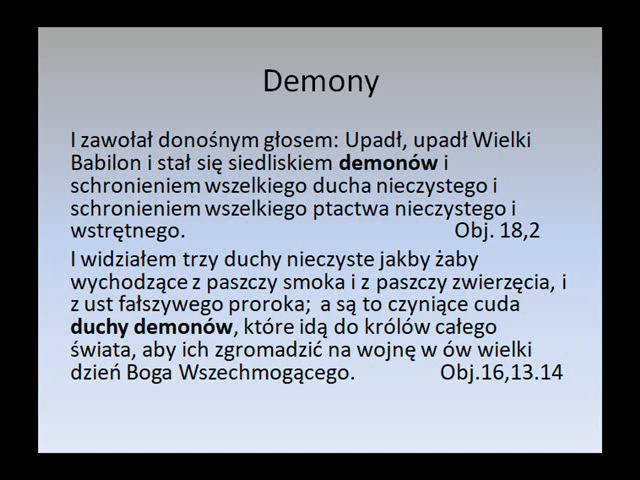 Demony
I zawołał donośnym głosem: Upadł, upadł Wielki
Babilon i stał się siedliskiem demonów i
schronieniem wszelkiego ducha nieczystego i
schronieniem wszelkiego ptactwa nieczystego i
wstrętnego. Obj. 18,2
I widziałem trzy duchy nieczyste jakby żaby
wychodzące z paszczy smoka i z paszczy zwierzęcia, i
z ust fałszywego proroka; a są to czyniące cuda
duchy demonów, które idą do królów całego
świata, aby ich zgromadzić na wojnę w ów wielki
dzień Boga Wszechmogącego. Obj.16,13.14